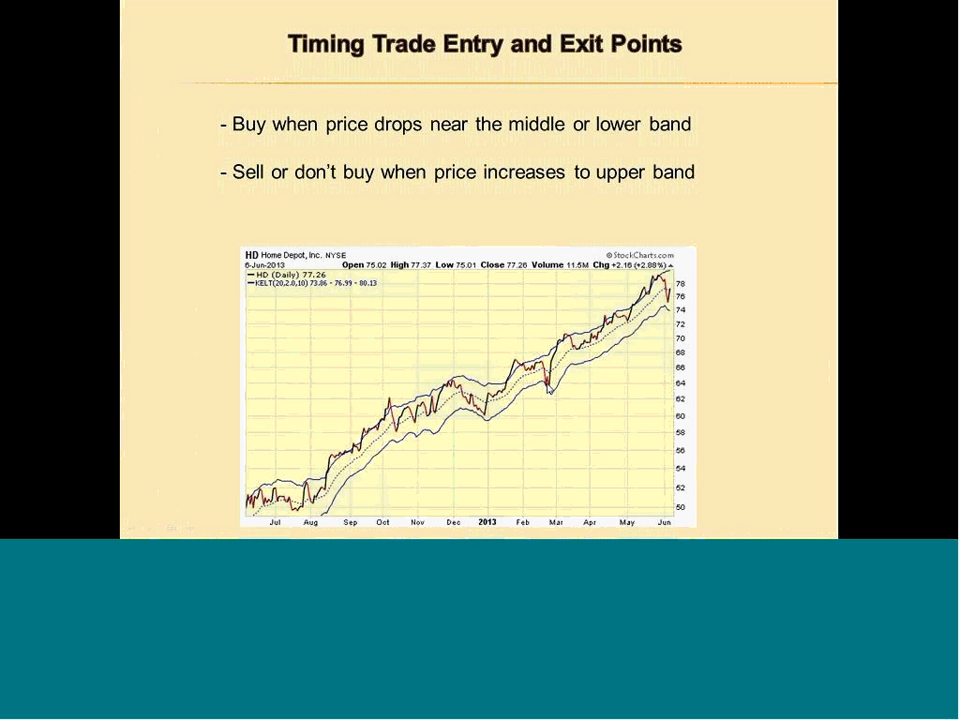 Timing Trade Entry and Exit Points
- Buy when price drops near the middle or lower band
- Sell or don't buy when price increases to upper band
HD Home Depot, Inc. NYSE © StockCharts.com
6-Jun-2013 Open 75.02 High 77.37 Low 75.01 Close 77.26 Volume 11.5M Chg +2.16 (+2.88%)
HD (Daily) 77.26
KELT(20,2.0,10) 73.86 - 76.99 - 80.13
78
76
74
72
70
68
66
64
62
60
58
56
54
52
50
Jul Aug Sep Oct Nov Dec 2013 Feb Mar Apr May Jun